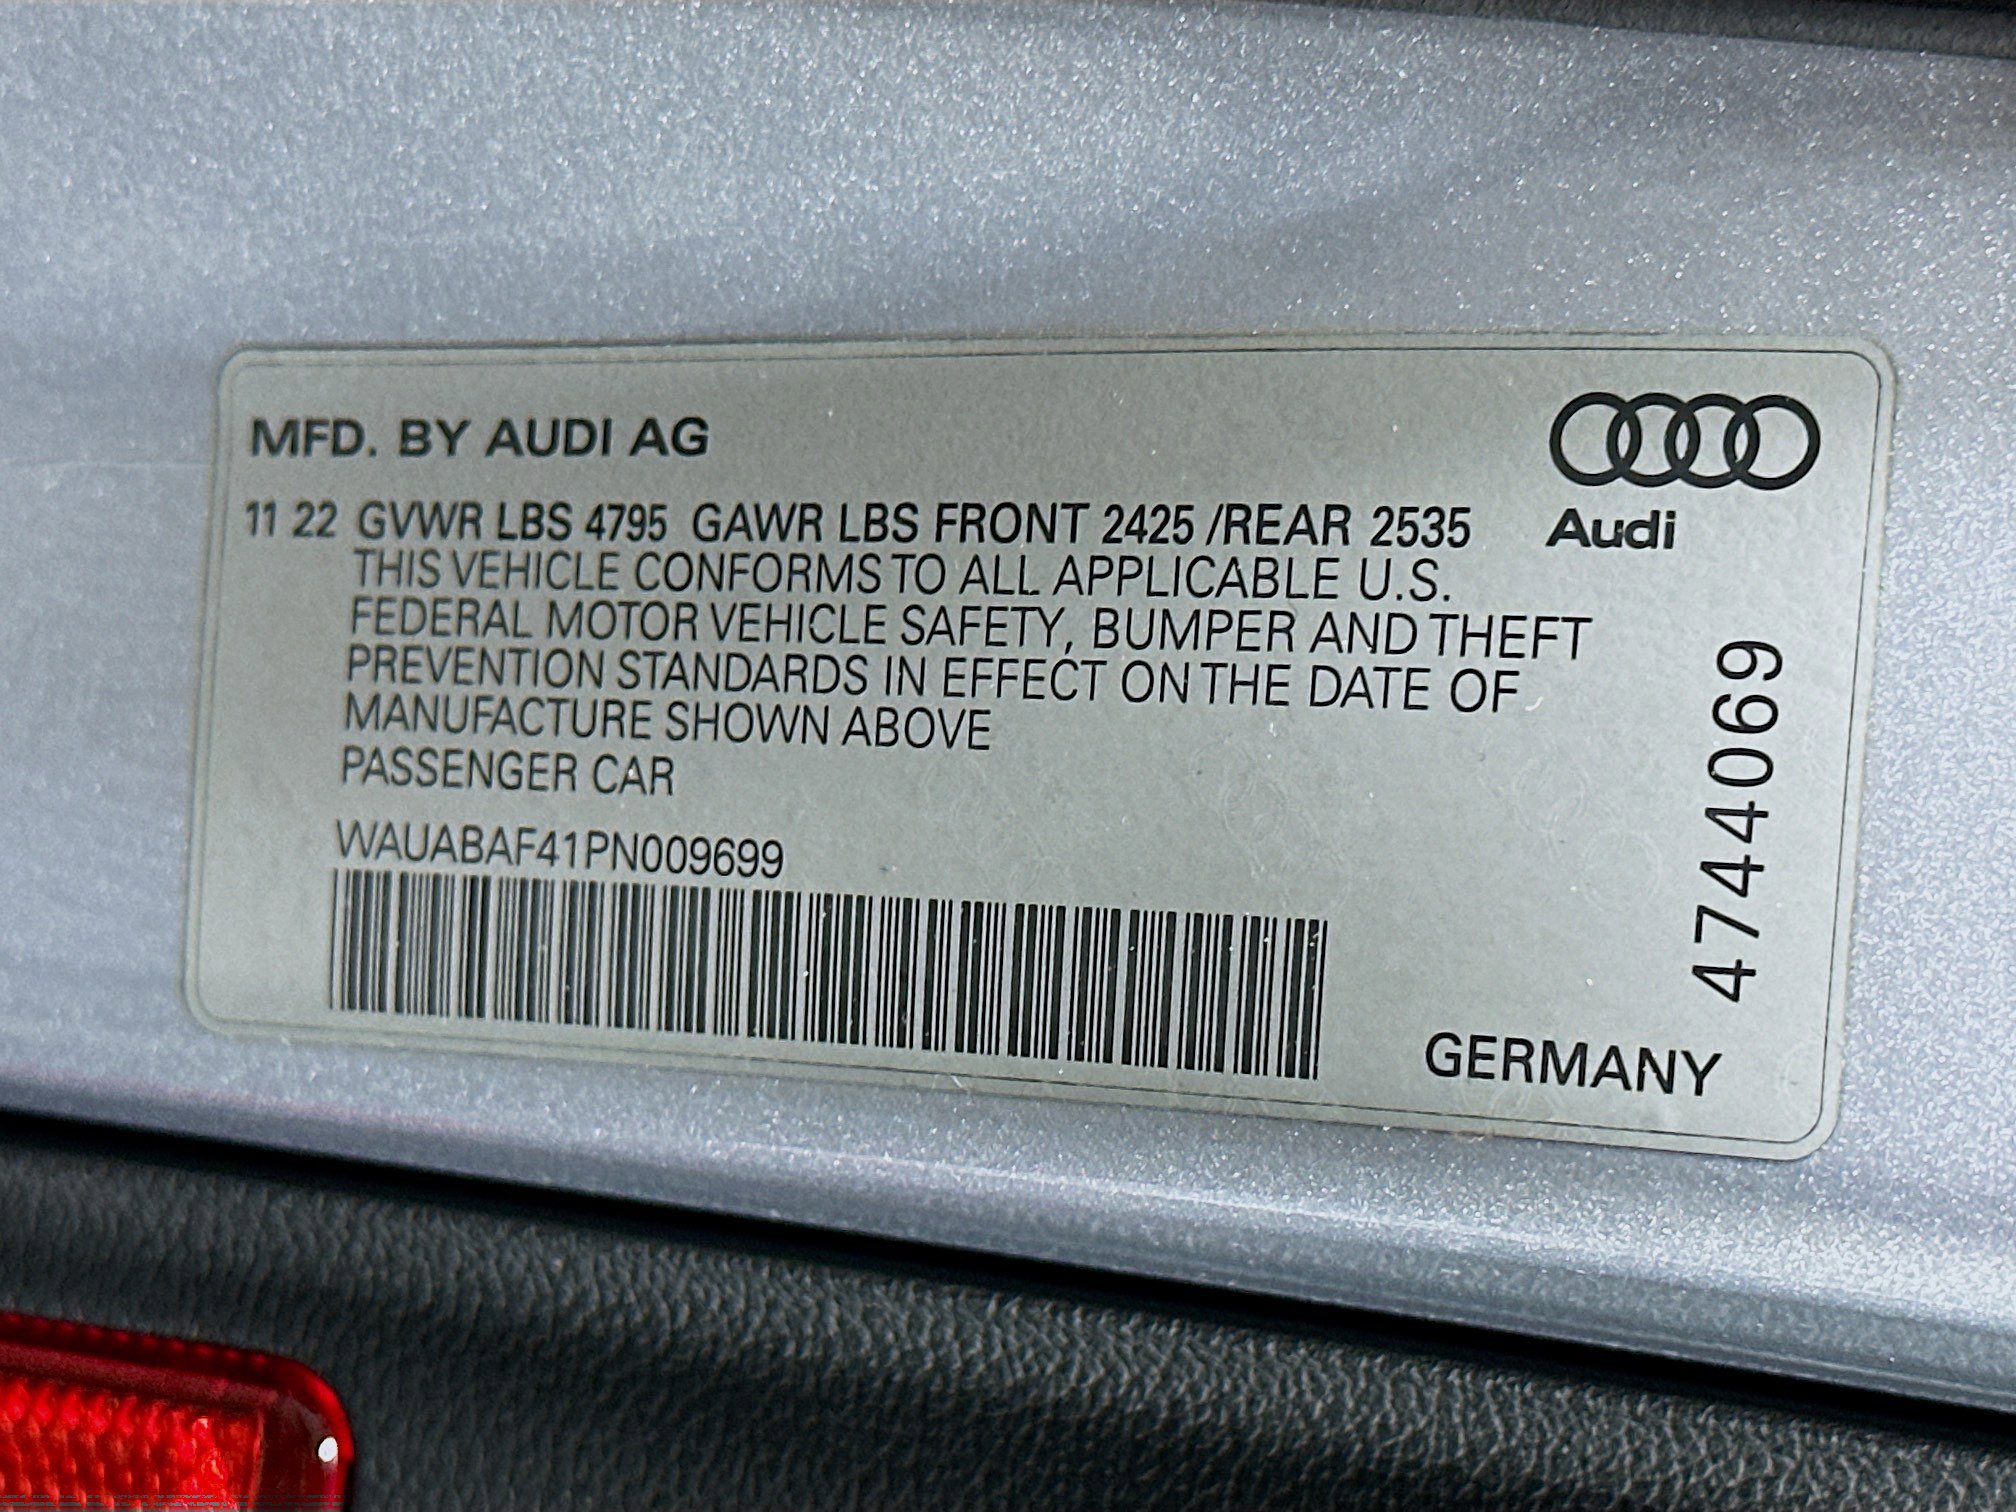 MFD. BY AUDI AG
11 22 GVWR LBS 4795 GAWR LBS FRONT 2425 /REAR 2535
THIS VEHICLE CONFORMS TO ALL APPLICABLE U.S.
FEDERAL MOTOR VEHICLE SAFETY, BUMPER AND THEFT
PREVENTION STANDARDS IN EFFECT ON THE DATE OF
MANUFACTURE SHOWN ABOVE
PASSENGER CAR
WAUABAF41PN009699
Audi
4744069
GERMANY